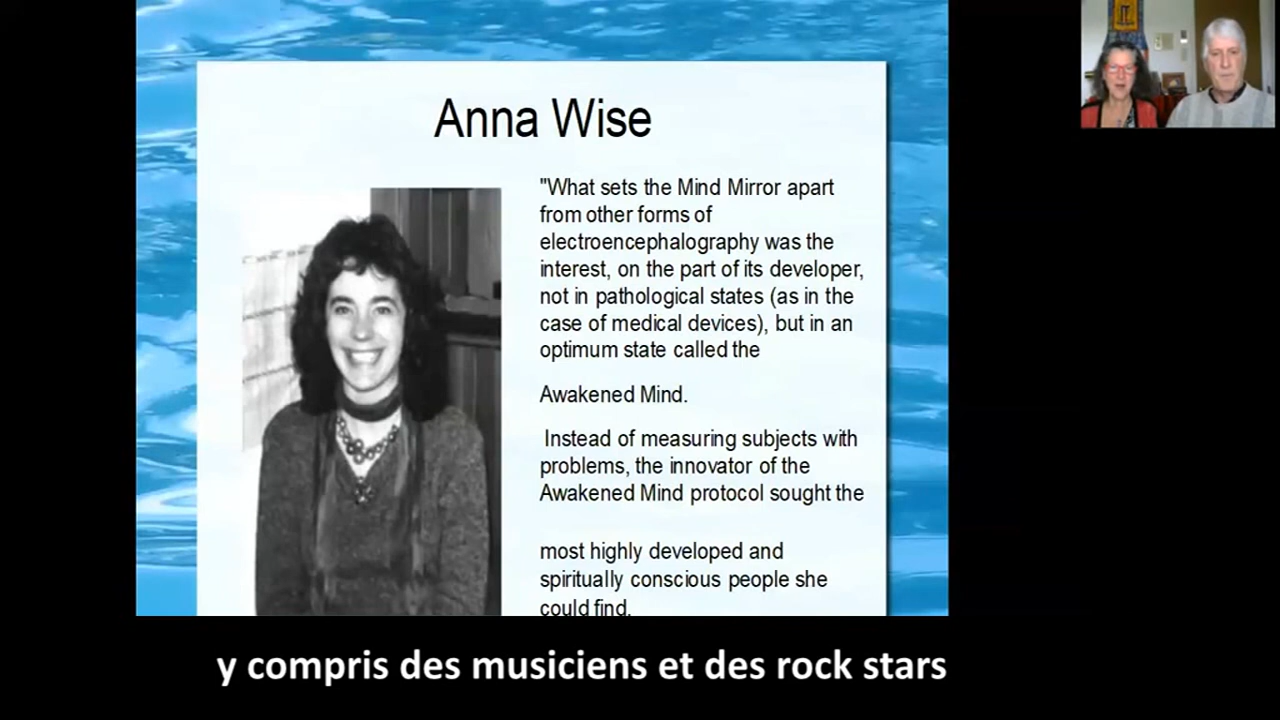 Anna Wise
"What sets the Mind Mirror apart
from other forms of
electroencephalography was the
interest, on the part of its developer,
not in pathological states (as in the
case of medical devices), but in an
optimum state called the
Awakened Mind.
Instead of measuring subjects with
problems, the innovator of the
Awakened Mind protocol sought the
most highly developed and
spiritually conscious people she
could find.
y compris des musiciens et des rock stars